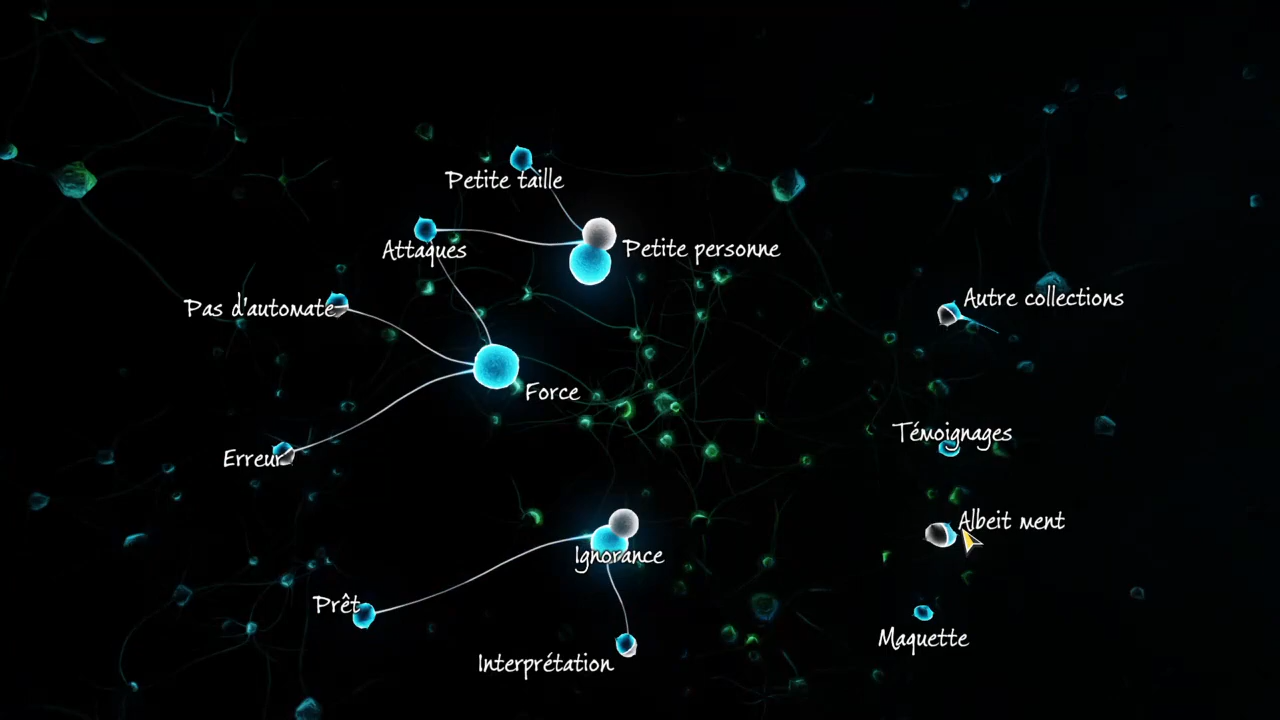 Petite taille
Attaques
Petite personne
Pas d'automate
Autre collections
Force
Témoignages
Erreur
Albeit ment
Ignorance
Prêt
Maquette
Interprétation